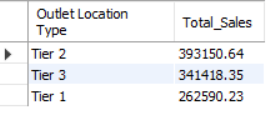 Outlet Location Type Total_Sales
Tier 2 393150.64
Tier 3 341418.35
Tier 1 262590.23